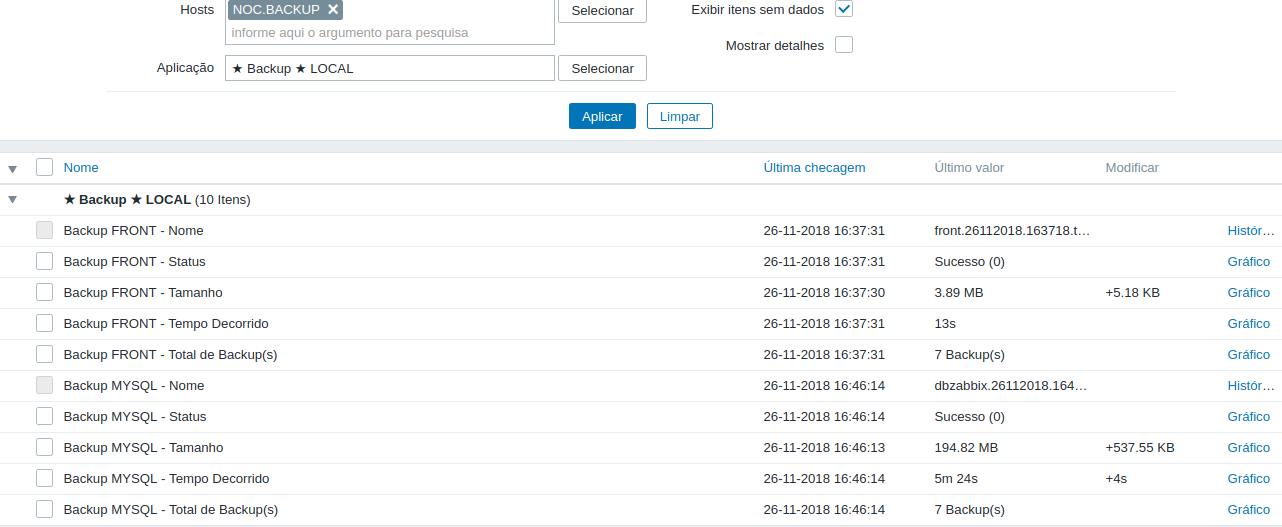 Hosts NOC.BACKUP ✕ Selecionar Exibir itens sem dados
informe aqui o argumento para pesquisa
Mostrar detalhes
Aplicação ★ Backup ★ LOCAL Selecionar
Aplicar Limpar
▼ Nome Última checagem Último valor Modificar
▼ ★ Backup ★ LOCAL (10 Itens)
Backup FRONT - Nome 26-11-2018 16:37:31 front.26112018.163718.t… Histór…
Backup FRONT - Status 26-11-2018 16:37:31 Sucesso (0) Gráfico
Backup FRONT - Tamanho 26-11-2018 16:37:30 3.89 MB +5.18 KB Gráfico
Backup FRONT - Tempo Decorrido 26-11-2018 16:37:31 13s Gráfico
Backup FRONT - Total de Backup(s) 26-11-2018 16:37:31 7 Backup(s) Gráfico
Backup MYSQL - Nome 26-11-2018 16:46:14 dbzabbix.26112018.164… Histór…
Backup MYSQL - Status 26-11-2018 16:46:14 Sucesso (0) Gráfico
Backup MYSQL - Tamanho 26-11-2018 16:46:13 194.82 MB +537.55 KB Gráfico
Backup MYSQL - Tempo Decorrido 26-11-2018 16:46:14 5m 24s +4s Gráfico
Backup MYSQL - Total de Backup(s) 26-11-2018 16:46:14 7 Backup(s) Gráfico